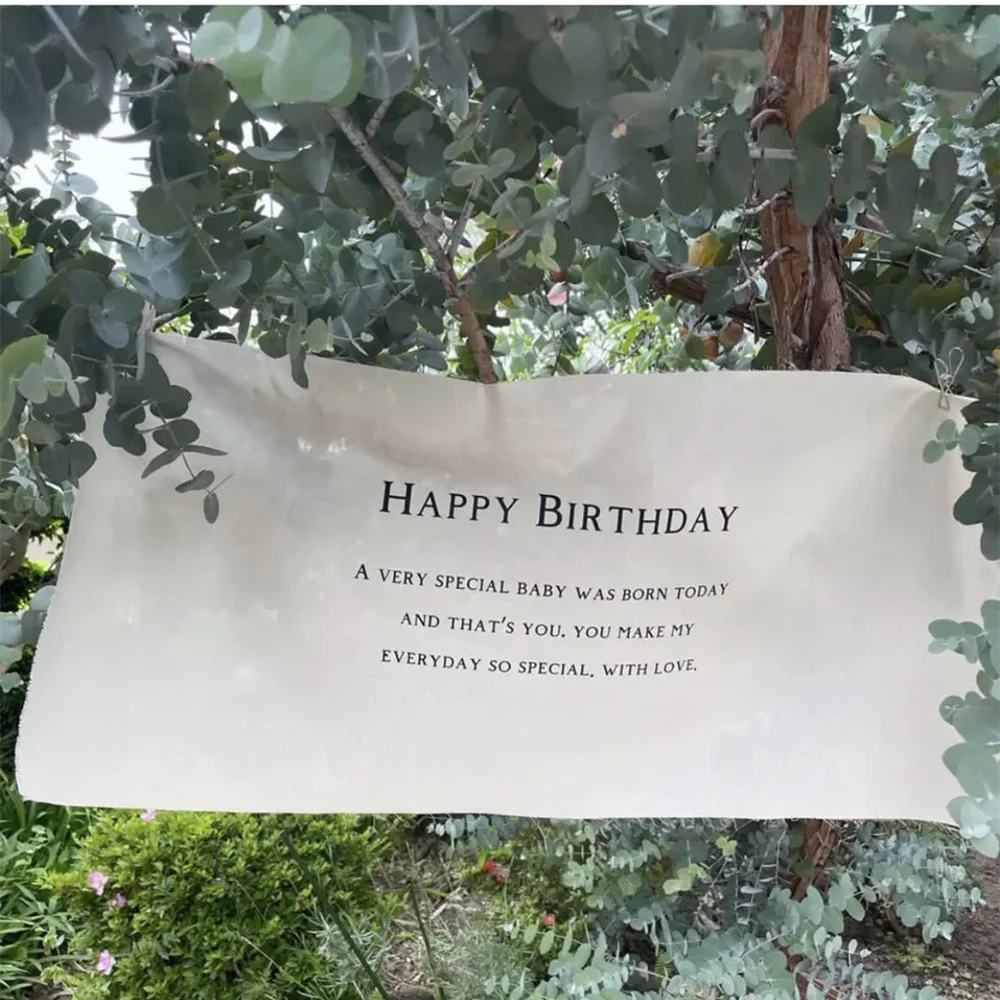 HAPPY BIRTHDAY
A VERY SPECIAL BABY WAS BORN TODAY
AND THAT'S YOU. YOU MAKE MY
EVERYDAY SO SPECIAL. WITH LOVE.